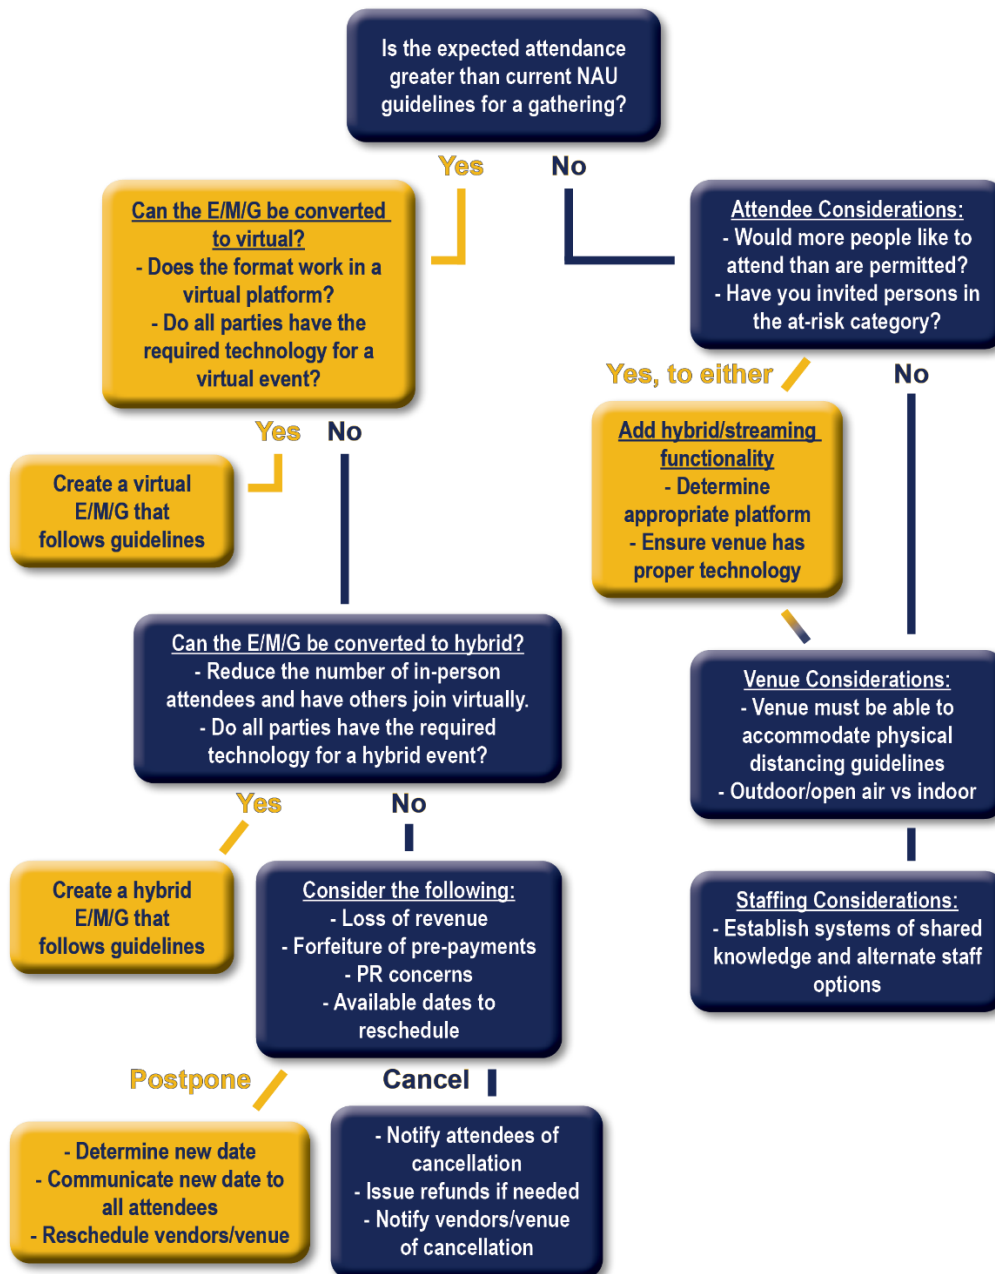 Is the expected attendance
greater than current NAU
guidelines for a gathering?
Yes
No
Can the E/M/G be converted
to virtual?
- Does the format work in a
virtual platform?
- Do all parties have the
required technology for a
virtual event?
Attendee Considerations:
- Would more people like to
attend than are permitted?
- Have you invited persons in
the at-risk category?
Yes, to either
No
Yes
No
Add hybrid/streaming
functionality
- Determine
appropriate platform
- Ensure venue has
proper technology
Create a virtual
E/M/G that
follows guidelines
Can the E/M/G be converted to hybrid?
- Reduce the number of in-person
attendees and have others join virtually.
- Do all parties have the required
technology for a hybrid event?
Venue Considerations:
- Venue must be able to
accommodate physical
distancing guidelines
- Outdoor/open air vs indoor
Yes
No
Create a hybrid
E/M/G that
follows guidelines
Consider the following:
- Loss of revenue
- Forfeiture of pre-payments
- PR concerns
- Available dates to
reschedule
Staffing Considerations:
- Establish systems of shared
knowledge and alternate staff
options
Postpone
Cancel
- Determine new date
- Communicate new date to
all attendees
- Reschedule vendors/venue
- Notify attendees of
cancellation
- Issue refunds if needed
- Notify vendors/venue
of cancellation